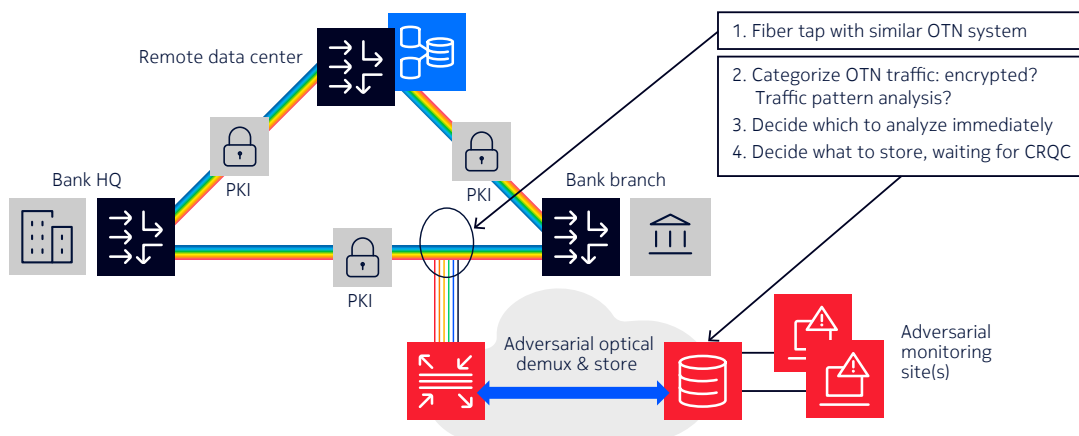 1. Fiber tap with similar OTN system
Remote data center
2. Categorize OTN traffic: encrypted?
Traffic pattern analysis?
3. Decide which to analyze immediately
4. Decide what to store, waiting for CRQC
PKI
PKI
Bank HQ
Bank branch
PKI
Adversarial optical
demux & store
Adversarial
monitoring
site(s)